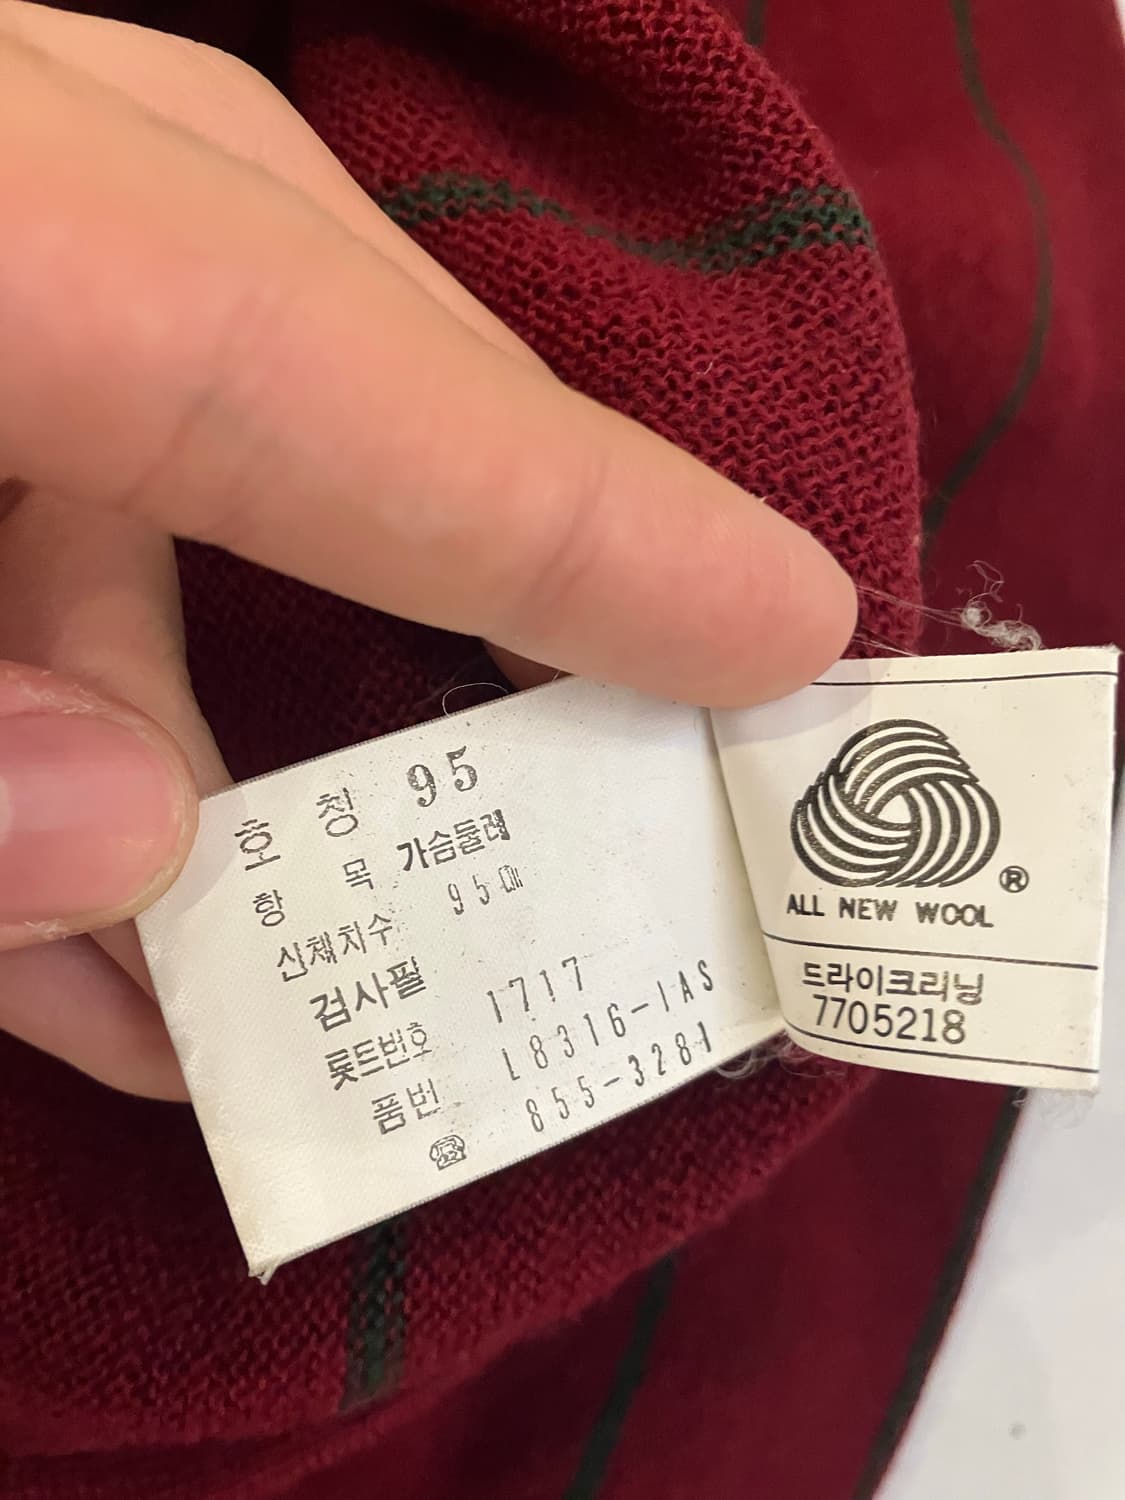 호 칭 95
항 목 가슴둘레
신체치수 95㎝
검사필
롯드번호 1717
품번 L8316-1AS
☎ 855-3281
®
ALL NEW WOOL
드라이크리닝
7705218